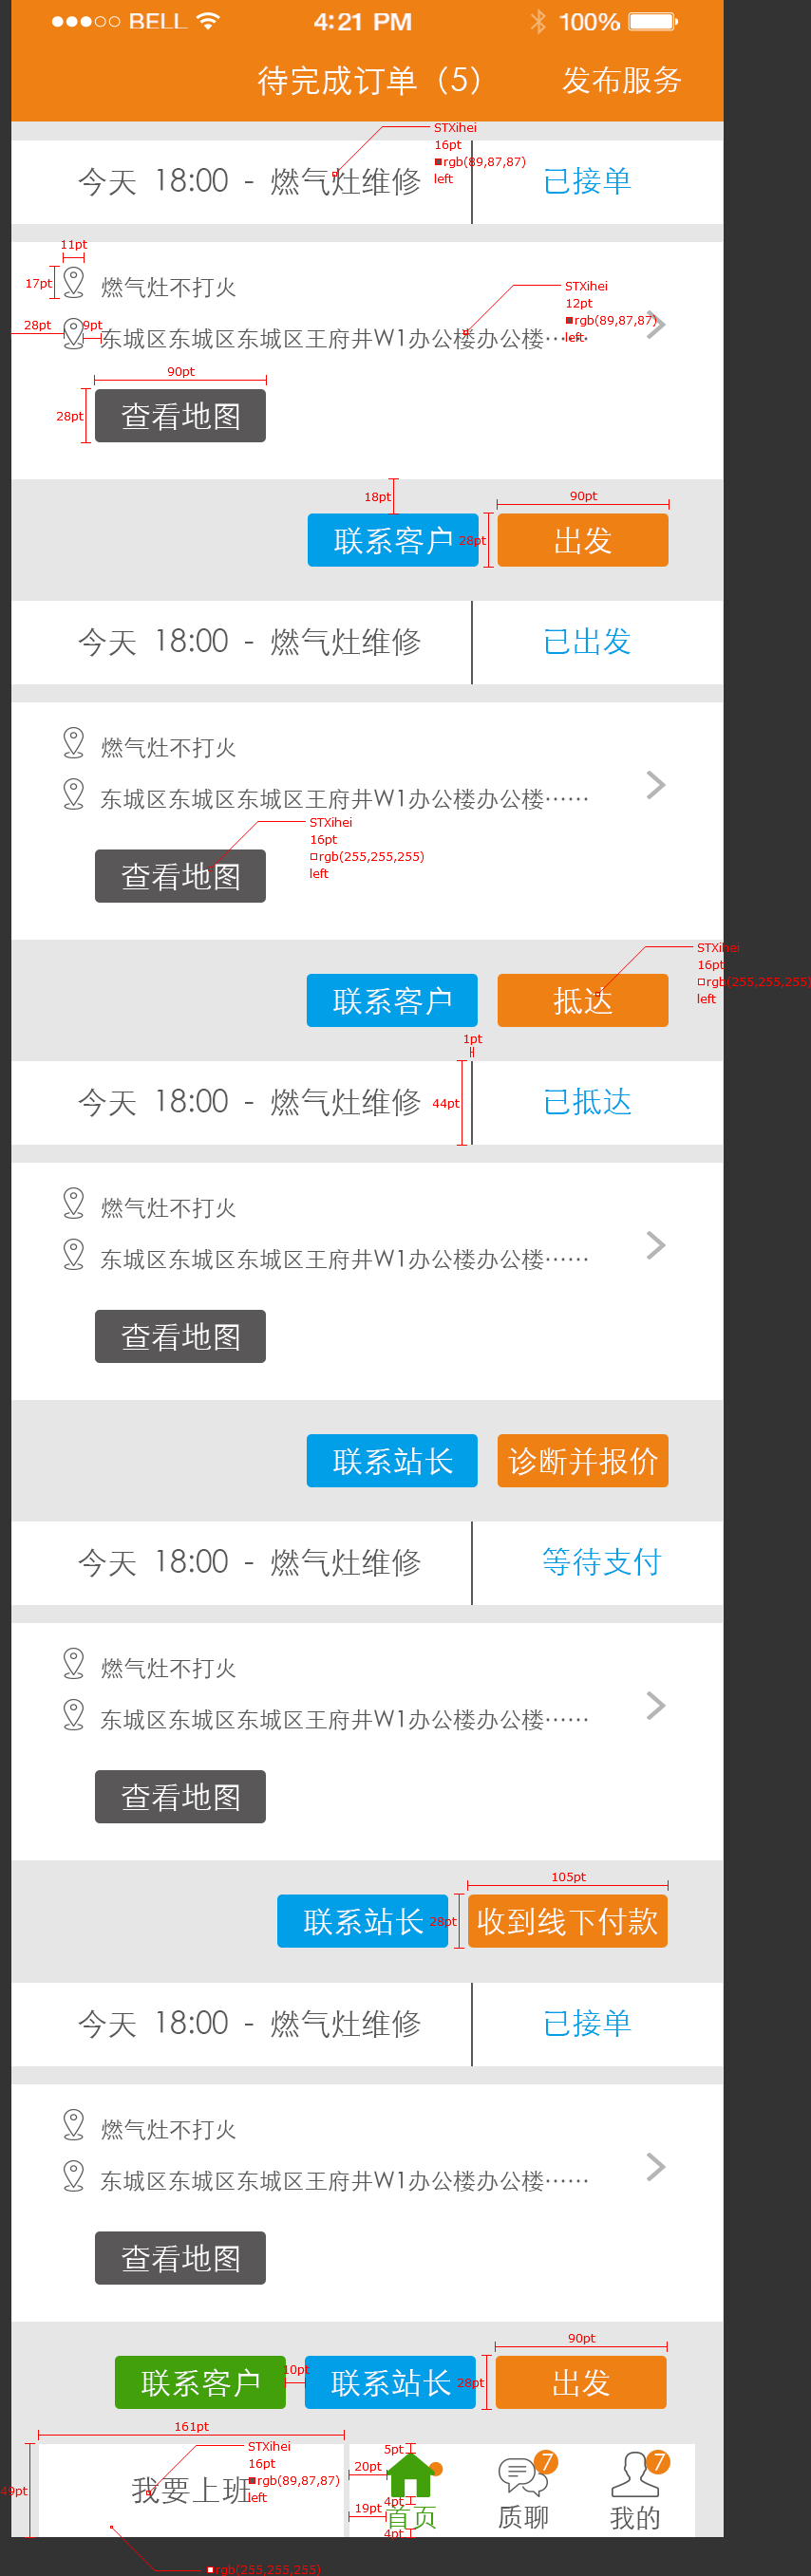 BELL 4:21 PM 100%
待完成订单（5） 发布服务
STXihei
16pt
rgb(89,87,87)
left
今天 18:00 - 燃气灶维修 已接单
11pt
17pt
燃气灶不打火
STXihei
12pt
rgb(89,87,87)
left
28pt
9pt
东城区东城区东城区王府井W1办公楼办公楼……
90pt
28pt
查看地图
18pt
90pt
联系客户 28pt 出发
今天 18:00 - 燃气灶维修 已出发
燃气灶不打火
东城区东城区东城区王府井W1办公楼办公楼……
STXihei
16pt
rgb(255,255,255)
left
查看地图
STXihei
16pt
rgb(255,255,255)
left
联系客户 抵达
1pt
今天 18:00 - 燃气灶维修 44pt 已抵达
燃气灶不打火
东城区东城区东城区王府井W1办公楼办公楼……
查看地图
联系站长 诊断并报价
今天 18:00 - 燃气灶维修 等待支付
燃气灶不打火
东城区东城区东城区王府井W1办公楼办公楼……
查看地图
105pt
联系站长 28pt 收到线下付款
今天 18:00 - 燃气灶维修 已接单
燃气灶不打火
东城区东城区东城区王府井W1办公楼办公楼……
查看地图
90pt
联系客户 10pt 联系站长 28pt 出发
161pt
STXihei
16pt
rgb(89,87,87)
left
49pt
我要上班
5pt
20pt
4pt
19pt
4pt
7 7
首页 质聊 我的
rgb(255,255,255)